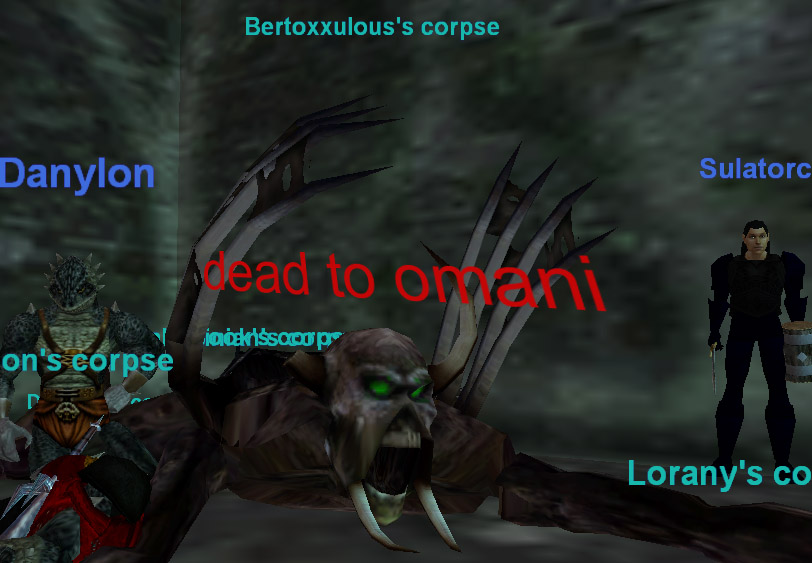 Bertoxxulous's corpse
Danylon
Sulatorc
dead to omani
on's corpse
Lorany's co